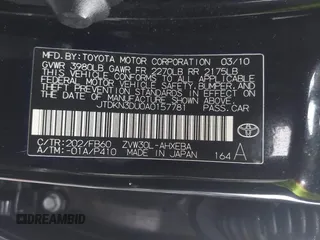 MFD. BY: TOYOTA MOTOR CORPORATION 03/10
GVWR 3980LB GAWR FR 2270LB RR 2175LB
THIS VEHICLE CONFORMS TO ALL APPLICABLE
FEDERAL MOTOR VEHICLE SAFETY, BUMPER, AND
THEFT PREVENTION STANDARDS IN EFFECT ON
THE DATE OF MANUFACTURE SHOWN ABOVE.
JTDKN3DU0A0157781 PASS. CAR
C/TR: 202/FB60 ZVW30L-AHXEBA
A/TM: -01A/P410 MADE IN JAPAN 164 A
DREAMBID